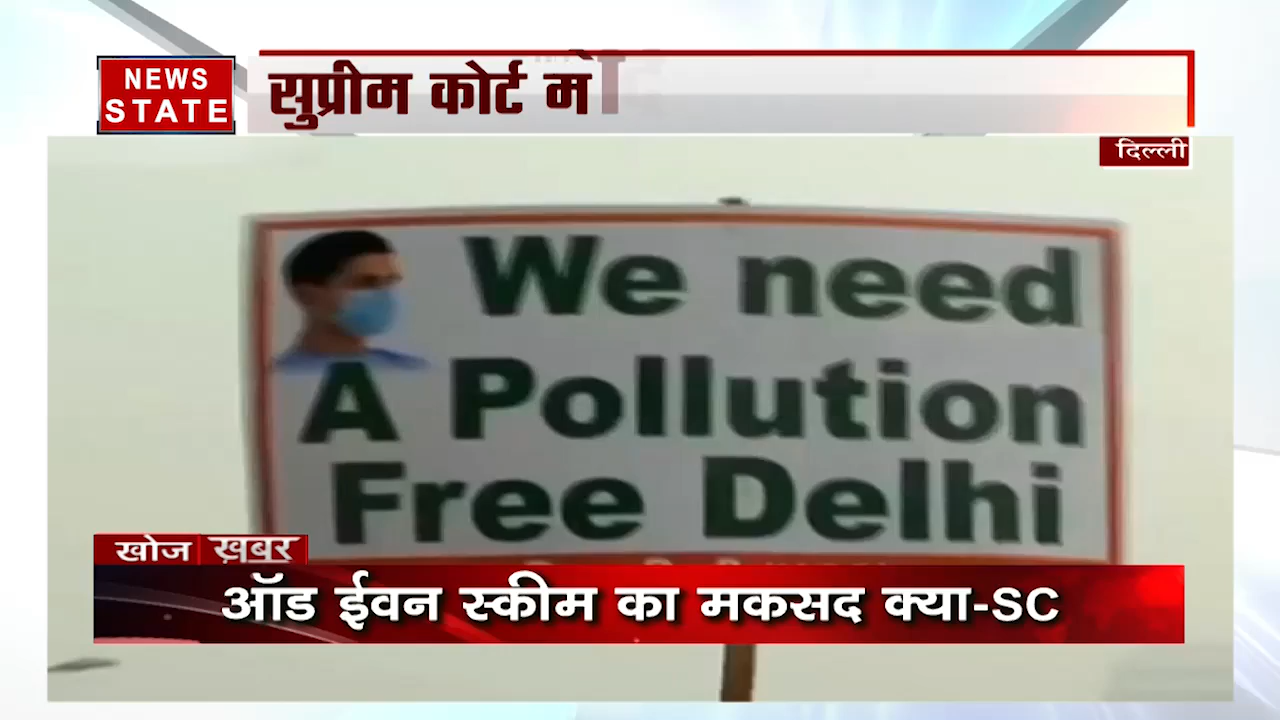 NEWS
STATE
सुप्रीम कोर्ट
दिल्ली
We need
A Pollution
Free Delhi
खोज ख़बर
ऑड ईवन स्कीम का मकसद क्या-SC